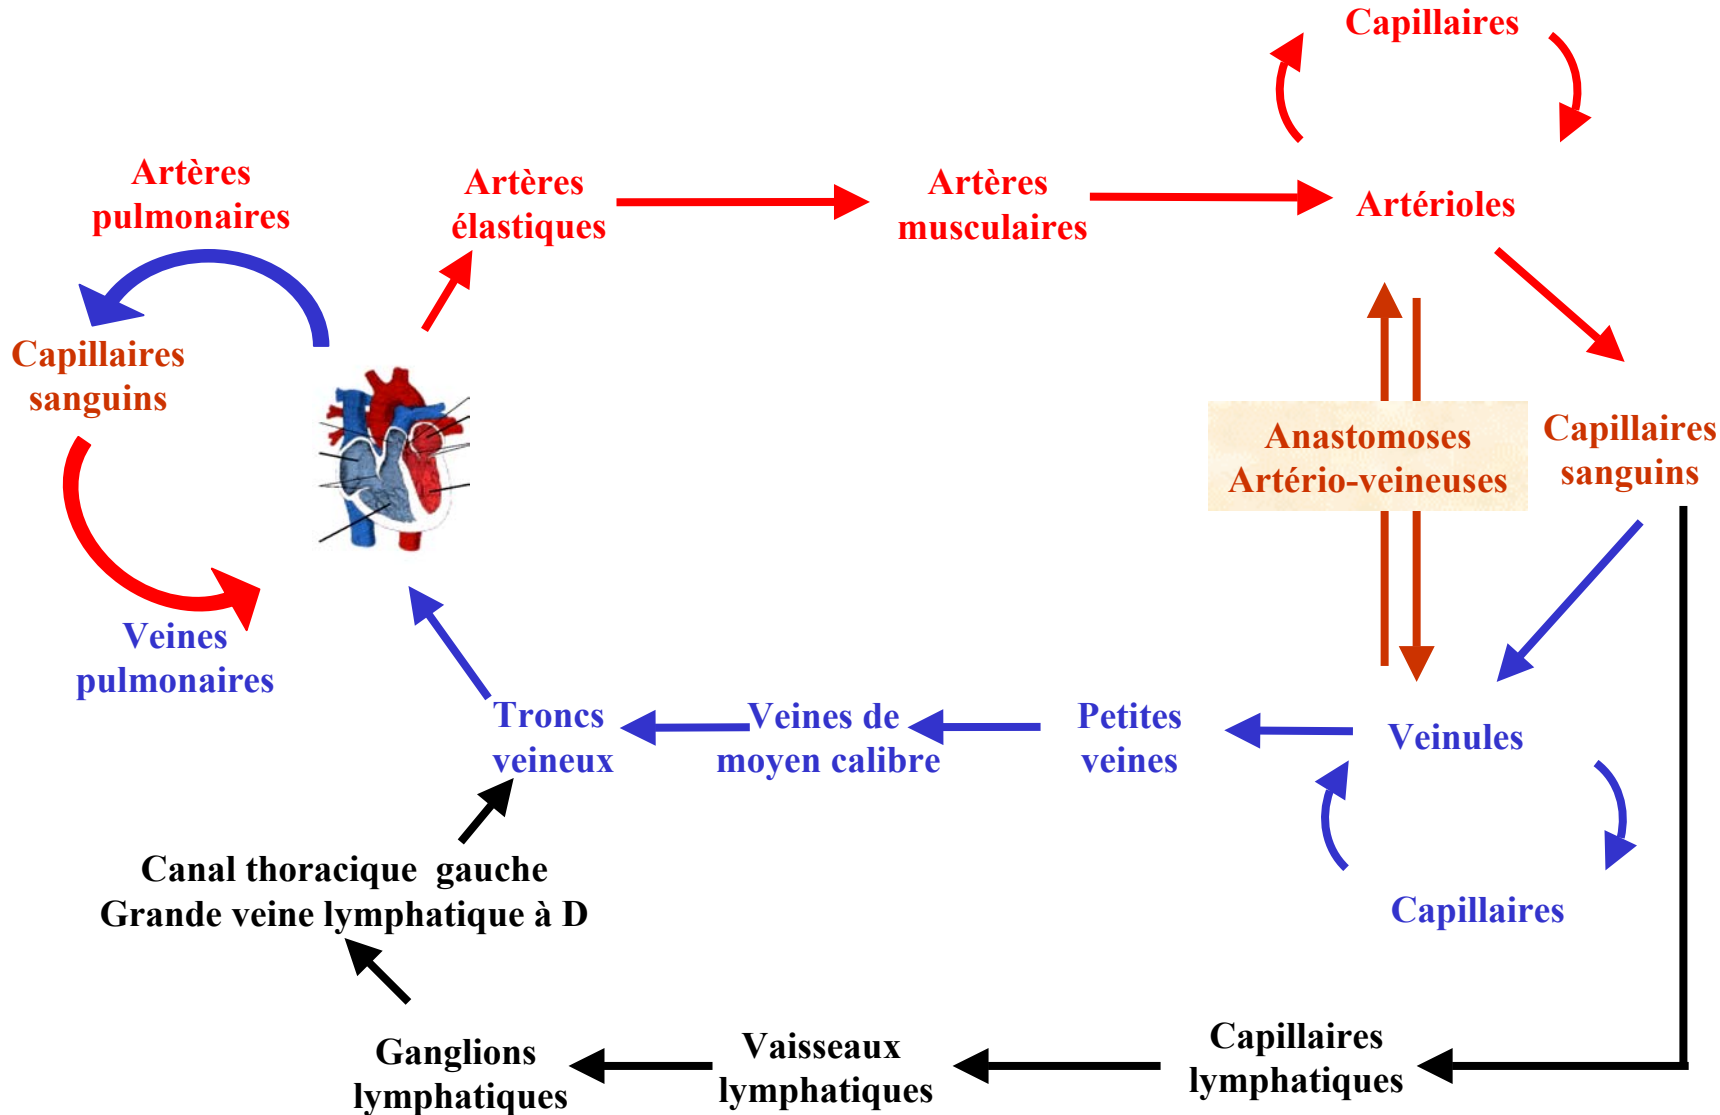 Capillaires
Artères
pulmonaires
Artères
élastiques
Artères
musculaires
Artérioles
Capillaires
sanguins
Anastomoses
Artério-veineuses
Capillaires
sanguins
Veines
pulmonaires
Troncs
veineux
Veines de
moyen calibre
Petites
veines
Veinules
Canal thoracique  gauche
Grande veine lymphatique à D
Capillaires
Ganglions
lymphatiques
Vaisseaux
lymphatiques
Capillaires
lymphatiques